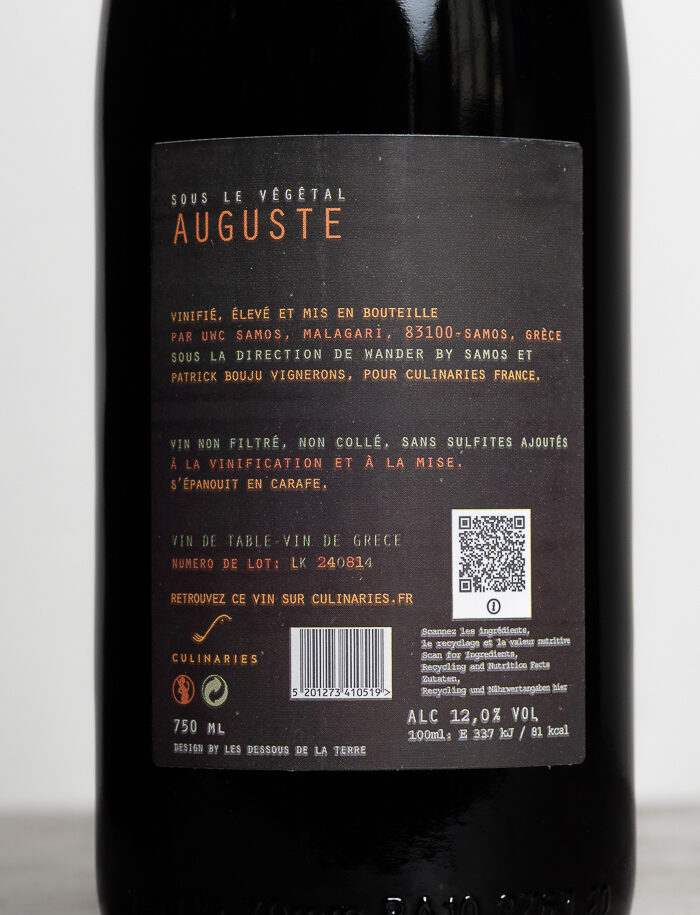 SOUS LE VÉGÉTAL
AUGUSTE
VINIFIÉ, ÉLEVÉ ET MIS EN BOUTEILLE
PAR UWC SAMOS, MALAGARI, 83100-SAMOS, GRÈCE
SOUS LA DIRECTION DE WANDER BY SAMOS ET
PATRICK BOUJU VIGNERONS, POUR CULINARIES FRANCE.
VIN NON FILTRÉ, NON COLLÉ, SANS SULFITES AJOUTÉS
À LA VINIFICATION ET À LA MISE.
S'ÉPANOUIT EN CARAFE.
VIN DE TABLE-VIN DE GRECE
NUMERO DE LOT: LK 240814
RETROUVEZ CE VIN SUR CULINARIES.FR
CULINARIES
5 201273 410519 >
Scannez les ingrédients,
le recyclage et la valeur nutritive
Scan for Ingredients,
Recycling and Nutrition Facts
Zutaten,
Recycling und Nährwertangaben hier
750 ML
ALC 12,0% VOL
100ml: E 337 kJ / 81 kcal
DESIGN BY LES DESSOUS DE LA TERRE